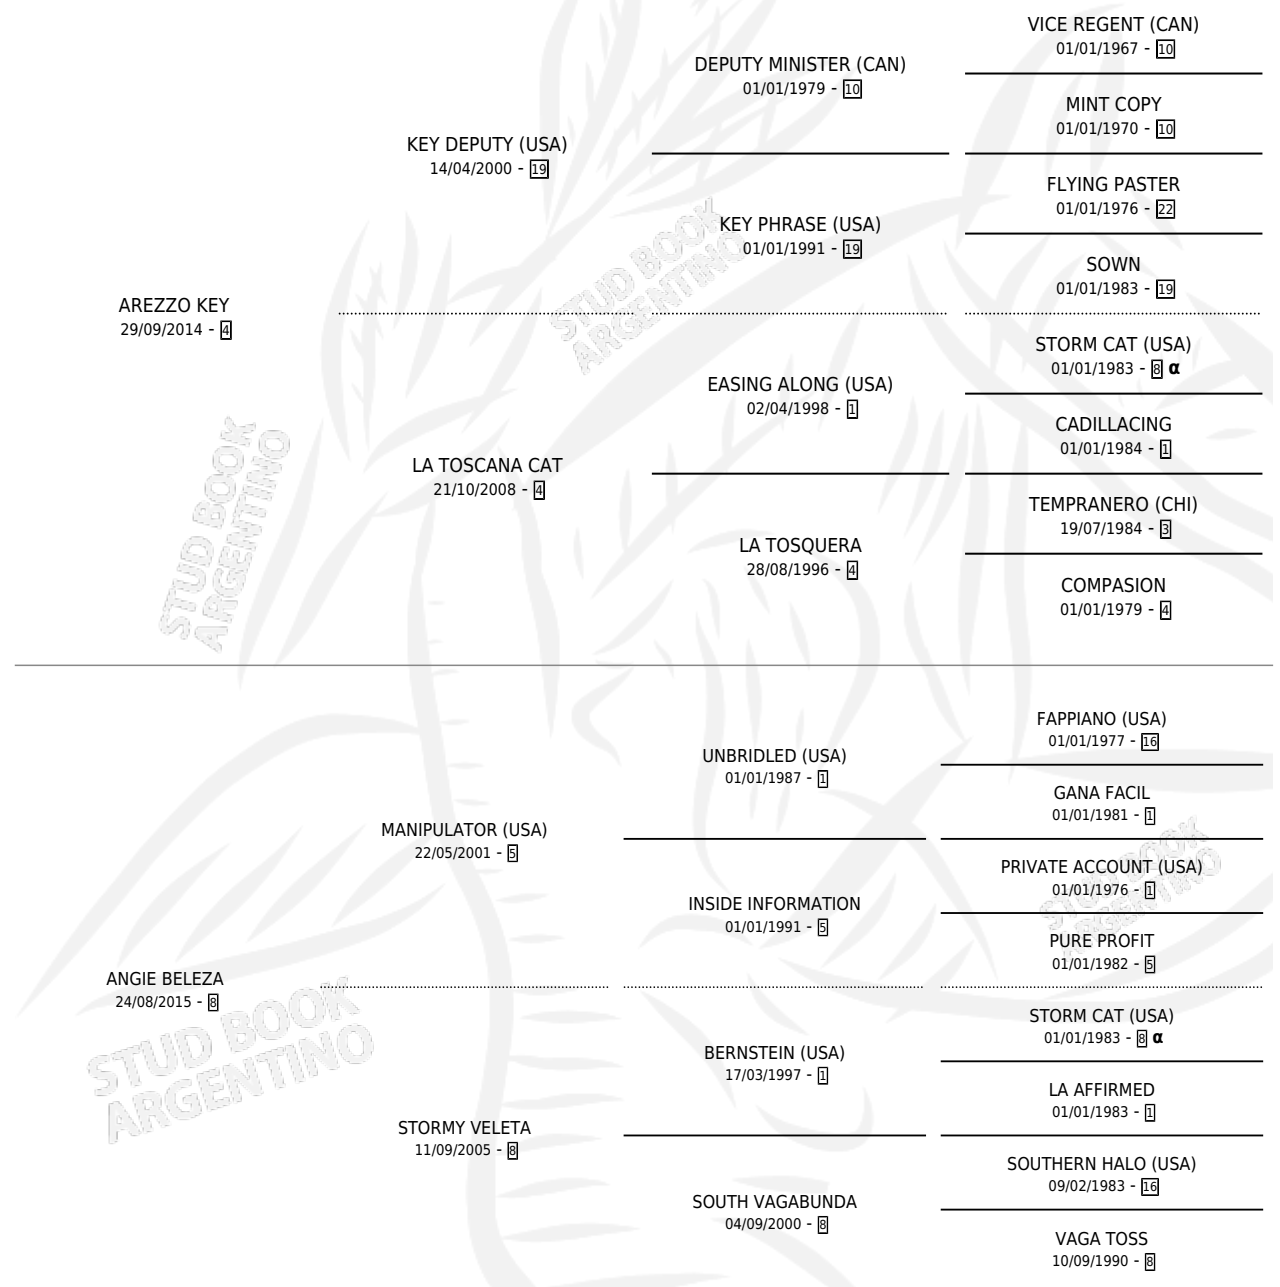 VICE REGENT (CAN)
01/01/1967 - 10
DEPUTY MINISTER (CAN)
01/01/1979 - 10
MINT COPY
01/01/1970 - 10
KEY DEPUTY (USA)
14/04/2000 - 19
FLYING PASTER
01/01/1976 - 22
KEY PHRASE (USA)
01/01/1991 - 19
SOWN
01/01/1983 - 19
STUD BOOK
ARGENTINO
AREZZO KEY
29/09/2014 - 4
STORM CAT (USA)
01/01/1983 - 8 α
EASING ALONG (USA)
02/04/1998 - 1
CADILLACING
01/01/1984 - 1
LA TOSCANA CAT
21/10/2008 - 4
TEMPRANERO (CHI)
19/07/1984 - 3
LA TOSQUERA
28/08/1996 - 4
COMPASION
01/01/1979 - 4
STUD BOOK
ARGENTINO
FAPPIANO (USA)
01/01/1977 - 16
UNBRIDLED (USA)
01/01/1987 - 1
GANA FACIL
01/01/1981 - 1
MANIPULATOR (USA)
22/05/2001 - 5
PRIVATE ACCOUNT (USA)
01/01/1976 - 1
INSIDE INFORMATION
01/01/1991 - 5
PURE PROFIT
01/01/1982 - 5
STUD BOOK
ARGENTINO
ANGIE BELEZA
24/08/2015 - 8
STORM CAT (USA)
01/01/1983 - 8 α
BERNSTEIN (USA)
17/03/1997 - 1
LA AFFIRMED
01/01/1983 - 1
STUD BOOK
ARGENTINO
STORMY VELETA
11/09/2005 - 8
SOUTHERN HALO (USA)
09/02/1983 - 16
SOUTH VAGABUNDA
04/09/2000 - 8
VAGA TOSS
10/09/1990 - 8